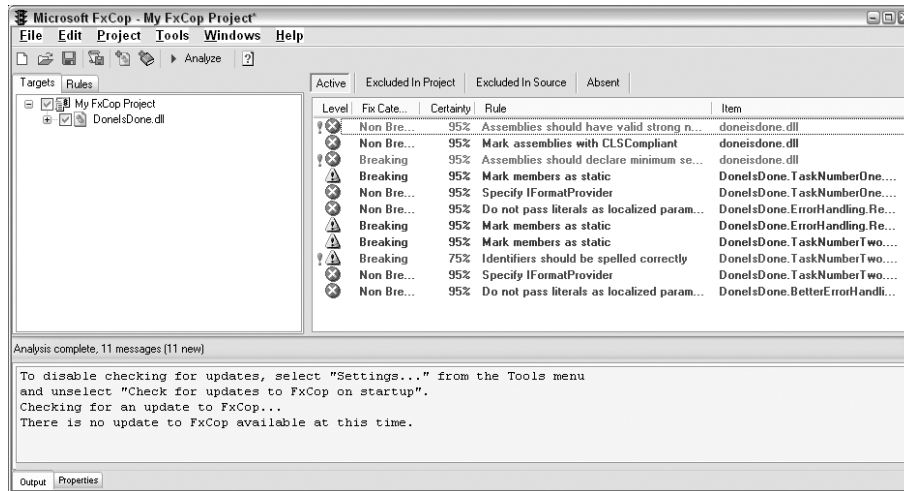 Microsoft FxCop - My FxCop Project*
File Edit Project Tools Windows Help
Analyze
Targets Rules
My FxCop Project
DoneIsDone.dll
Active Excluded In Project Excluded In Source Absent
Level Fix Cate... Certainty Rule Item
Non Bre... 95% Assemblies should have valid strong n... doneisdone.dll
Non Bre... 95% Mark assemblies with CLSCompliant doneisdone.dll
Breaking 95% Assemblies should declare minimum se... doneisdone.dll
Breaking 95% Mark members as static DoneIsDone.TaskNumberOne....
Non Bre... 95% Specify IFormatProvider DoneIsDone.TaskNumberOne....
Non Bre... 95% Do not pass literals as localized param... DoneIsDone.ErrorHandling.Re...
Breaking 95% Mark members as static DoneIsDone.ErrorHandling.Re...
Breaking 95% Mark members as static DoneIsDone.TaskNumberTwo....
Breaking 75% Identifiers should be spelled correctly DoneIsDone.TaskNumberTwo....
Non Bre... 95% Specify IFormatProvider DoneIsDone.TaskNumberTwo....
Non Bre... 95% Do not pass literals as localized param... DoneIsDone.BetterErrorHandli...
Analysis complete, 11 messages (11 new)
To disable checking for updates, select "Settings..." from the Tools menu
and unselect "Check for updates to FxCop on startup".
Checking for an update to FxCop...
There is no update to FxCop available at this time.
Output Properties